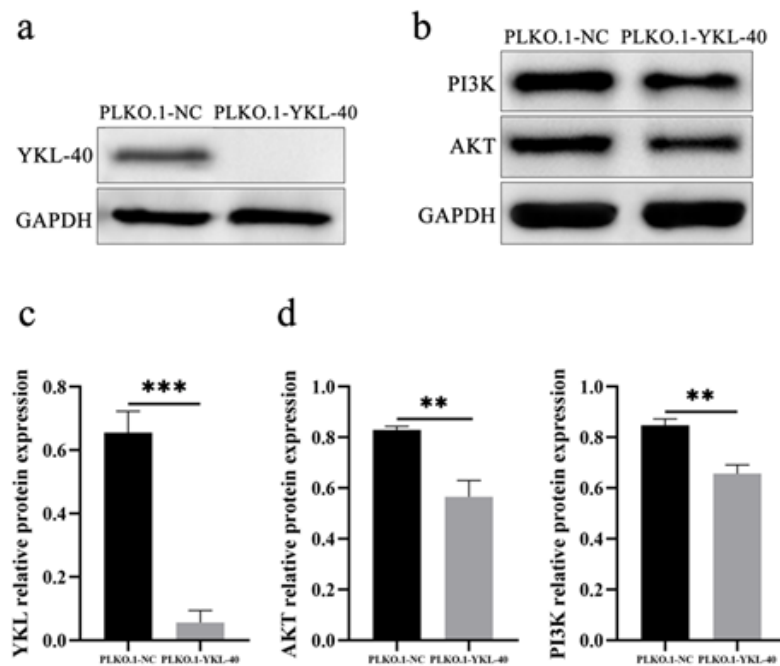 a
PLKO.1-NC PLKO.1-YKL-40
YKL-40
GAPDH
b
PLKO.1-NC PLKO.1-YKL-40
PI3K
AKT
GAPDH
c
YKL relative protein expression
0.8
0.6
0.4
0.2
0.0
***
PLKO.1-NC PLKO.1-YKL-40
d
AKT relative protein expression
1.0
0.8
0.6
0.4
0.2
0.0
**
PLKO.1-NC PLKO.1-YKL-40
PI3K relative protein expression
1.0
0.8
0.6
0.4
0.2
0.0
**
PLKO.1-NC PLKO.1-YKL-40